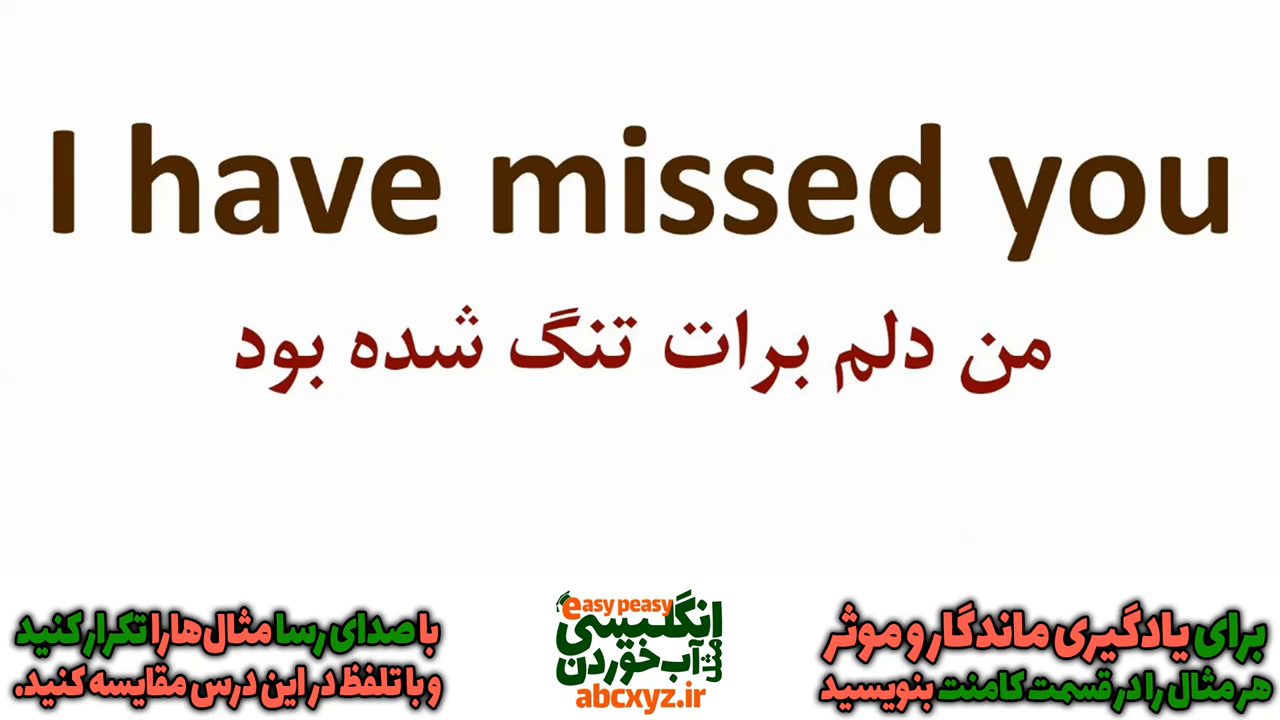 I have missed you
من دلم برات تنگ شده بود
برای یادگیری ماندگار و موثر
هر مثال را در قسمت کامنت بنویسید
easy peasy
انگلیسی
مثل آب خوردن
abcxyz.ir
با صدای رسا مثال‌ها را تکرار کنید
و با تلفظ در این درس مقایسه کنید.